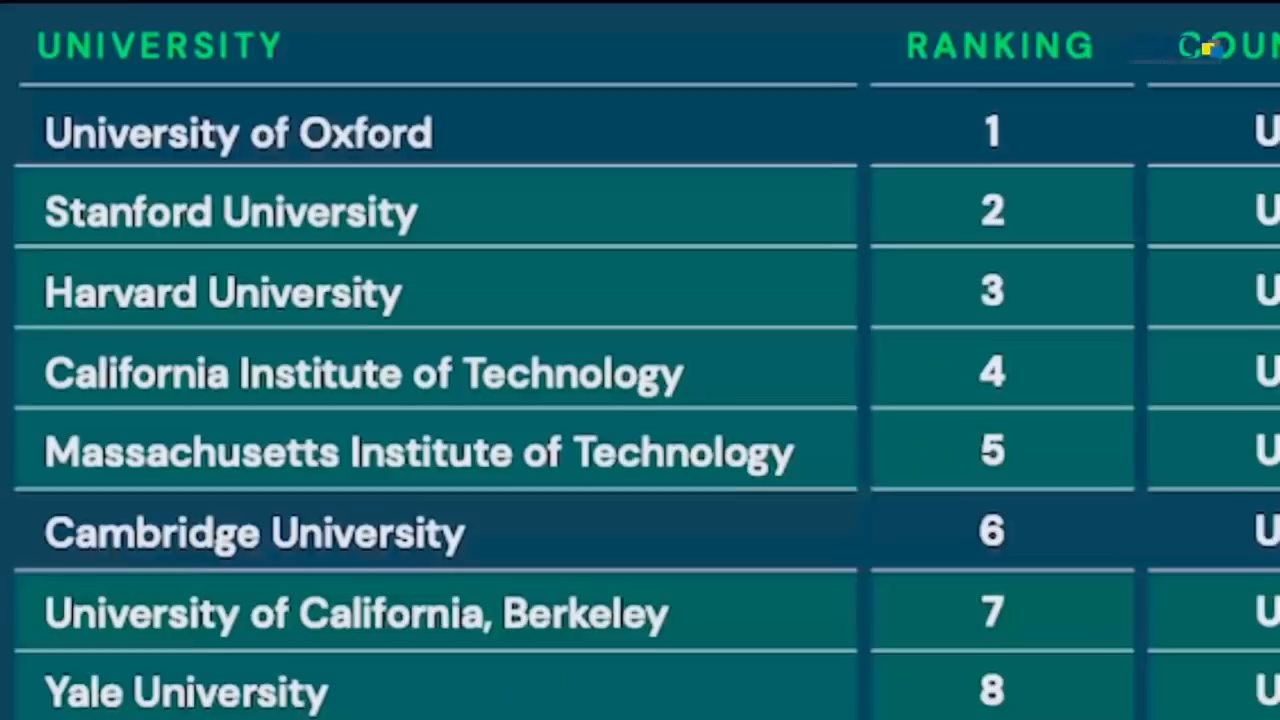 UNIVERSITY RANKING COUN
University of Oxford 1 U
Stanford University 2 U
Harvard University 3 U
California Institute of Technology 4 U
Massachusetts Institute of Technology 5 U
Cambridge University 6 U
University of California, Berkeley 7 U
Yale University 8 U